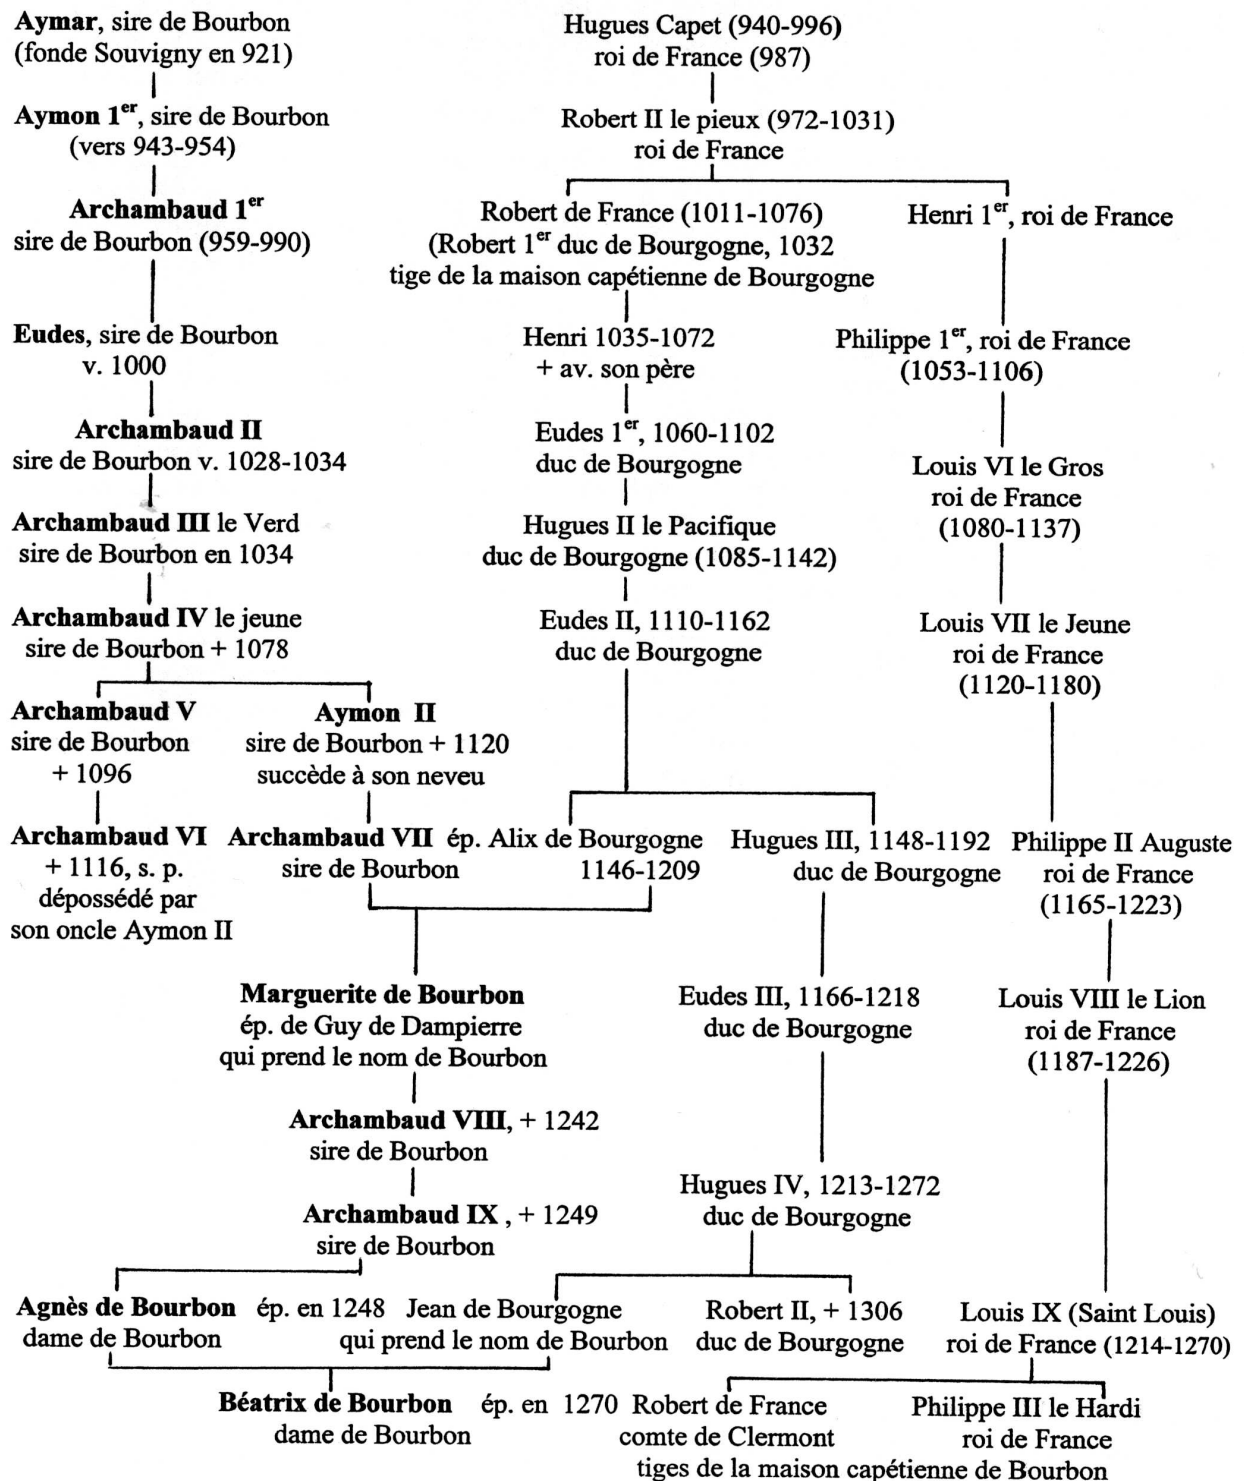 Aymar, sire de Bourbon
(fonde Souvigny en 921)
Hugues Capet (940-996)
roi de France (987)
Aymon 1er, sire de Bourbon
(vers 943-954)
Robert II le pieux (972-1031)
roi de France
Archambaud 1er
sire de Bourbon (959-990)
Robert de France (1011-1076)
(Robert 1er duc de Bourgogne, 1032
tige de la maison capétienne de Bourgogne
Henri 1er, roi de France
Eudes, sire de Bourbon
v. 1000
Henri 1035-1072
+ av. son père
Philippe 1er, roi de France
(1053-1106)
Archambaud II
sire de Bourbon v. 1028-1034
Eudes 1er, 1060-1102
duc de Bourgogne
Louis VI le Gros
roi de France
(1080-1137)
Archambaud III le Verd
sire de Bourbon en 1034
Hugues II le Pacifique
duc de Bourgogne (1085-1142)
Archambaud IV le jeune
sire de Bourbon + 1078
Eudes II, 1110-1162
duc de Bourgogne
Louis VII le Jeune
roi de France
(1120-1180)
Archambaud V
sire de Bourbon
+ 1096
Aymon II
sire de Bourbon + 1120
succède à son neveu
Archambaud VI
+ 1116, s. p.
dépossédé par
son oncle Aymon II
Archambaud VII ép. Alix de Bourgogne
sire de Bourbon 1146-1209
Hugues III, 1148-1192
duc de Bourgogne
Philippe II Auguste
roi de France
(1165-1223)
Marguerite de Bourbon
ép. de Guy de Dampierre
qui prend le nom de Bourbon
Eudes III, 1166-1218
duc de Bourgogne
Louis VIII le Lion
roi de France
(1187-1226)
Archambaud VIII, + 1242
sire de Bourbon
Hugues IV, 1213-1272
duc de Bourgogne
Archambaud IX , + 1249
sire de Bourbon
Agnès de Bourbon ép. en 1248 Jean de Bourgogne
dame de Bourbon qui prend le nom de Bourbon
Robert II, + 1306
duc de Bourgogne
Louis IX (Saint Louis)
roi de France (1214-1270)
Béatrix de Bourbon ép. en 1270 Robert de France
dame de Bourbon comte de Clermont
Philippe III le Hardi
roi de France
tiges de la maison capétienne de Bourbon